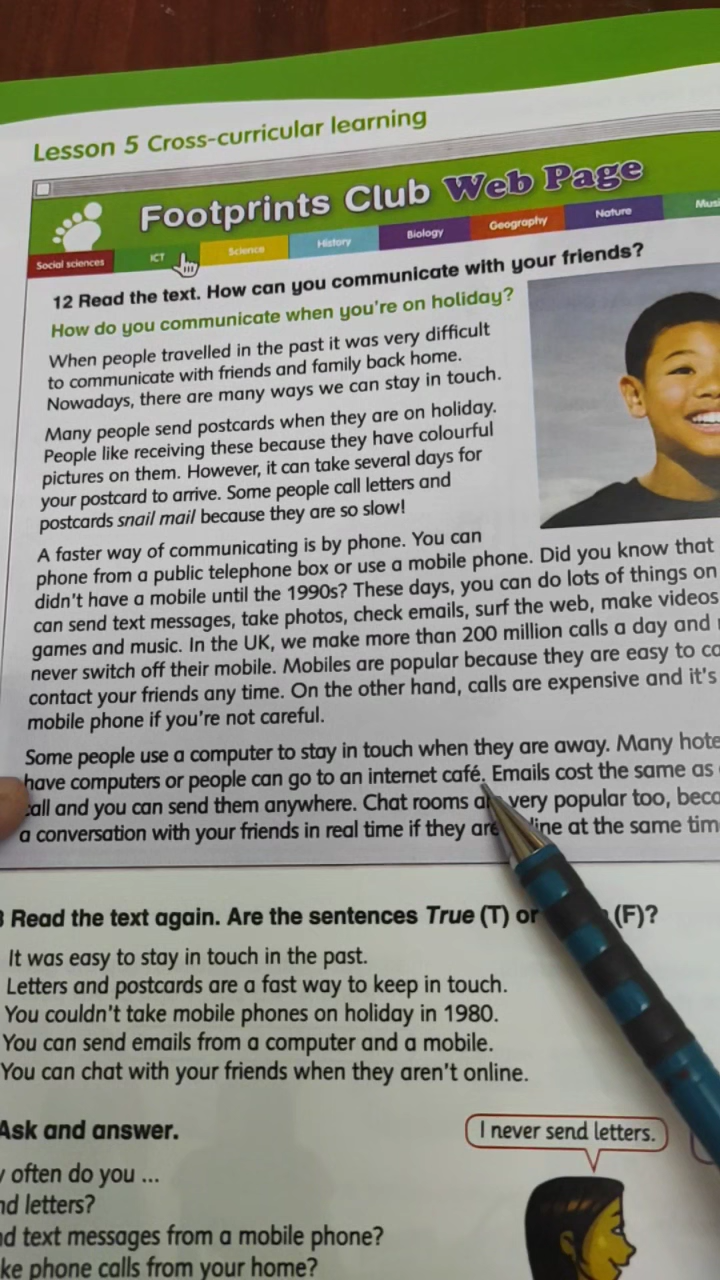 Lesson 5 Cross-curricular learning
Footprints Club Web Page
Social sciences ICT Science History Biology Geography Nature
12 Read the text. How can you communicate with your friends?
How do you communicate when you're on holiday?
When people travelled in the past it was very difficult
to communicate with friends and family back home.
Nowadays, there are many ways we can stay in touch.
Many people send postcards when they are on holiday.
People like receiving these because they have colourful
pictures on them. However, it can take several days for
your postcard to arrive. Some people call letters and
postcards snail mail because they are so slow!
A faster way of communicating is by phone. You can
phone from a public telephone box or use a mobile phone. Did you know that
didn't have a mobile until the 1990s? These days, you can do lots of things on
can send text messages, take photos, check emails, surf the web, make videos
games and music. In the UK, we make more than 200 million calls a day and
never switch off their mobile. Mobiles are popular because they are easy to
contact your friends any time. On the other hand, calls are expensive and it's
mobile phone if you're not careful.
Some people use a computer to stay in touch when they are away. Many
have computers or people can go to an internet café. Emails cost the same as
call and you can send them anywhere. Chat rooms very popular too,
a conversation with your friends in real time if they are at the same
Read the text again. Are the sentences True (T) or (F)?
It was easy to stay in touch in the past.
Letters and postcards are a fast way to keep in touch.
You couldn't take mobile phones on holiday in 1980.
You can send emails from a computer and a mobile.
You can chat with your friends when they aren't online.
Ask and answer.
I never send letters.
often do you ...
letters?
text messages from a mobile phone?
phone calls from your home?